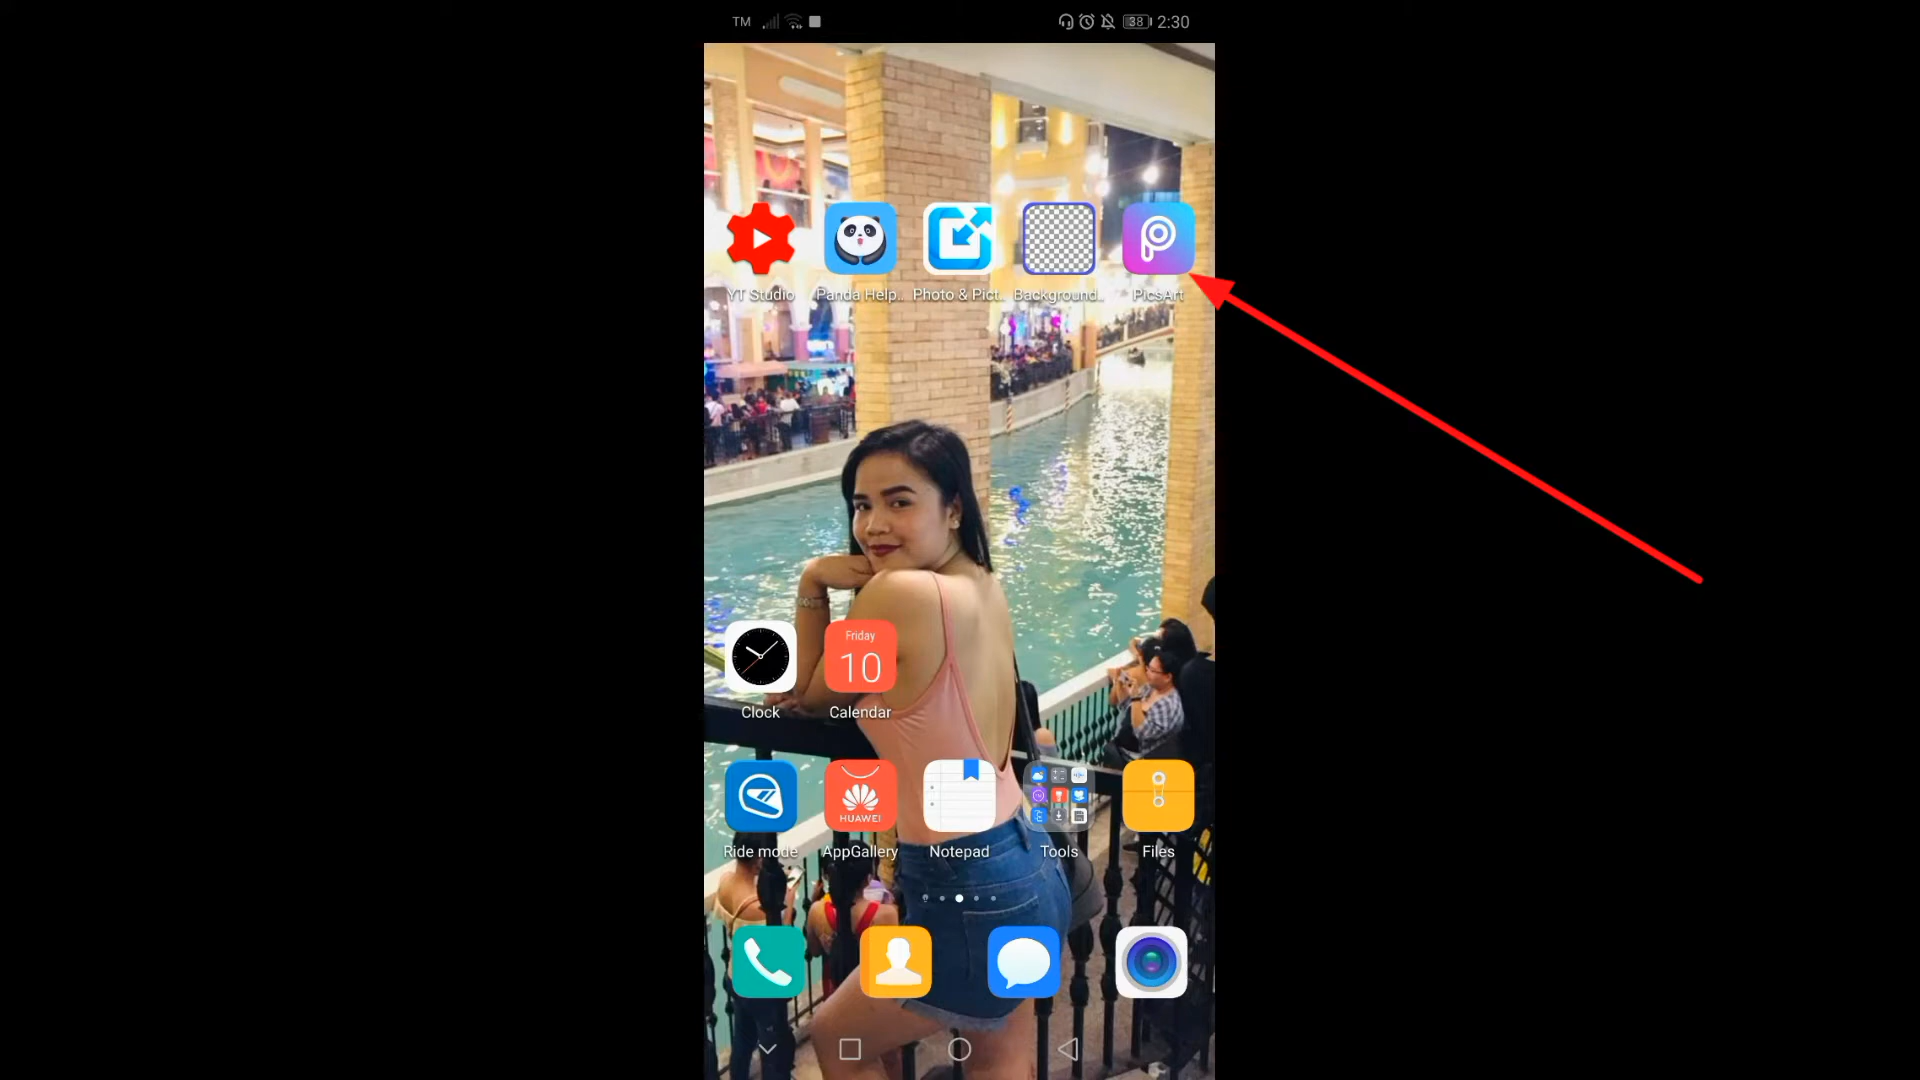 TM 38 2:30
YT Studio Panda Help.. Photo & Pict.. Background.. PicsArt
Friday
10
Clock Calendar
HUAWEI
Ride mode AppGallery Notepad Tools Files